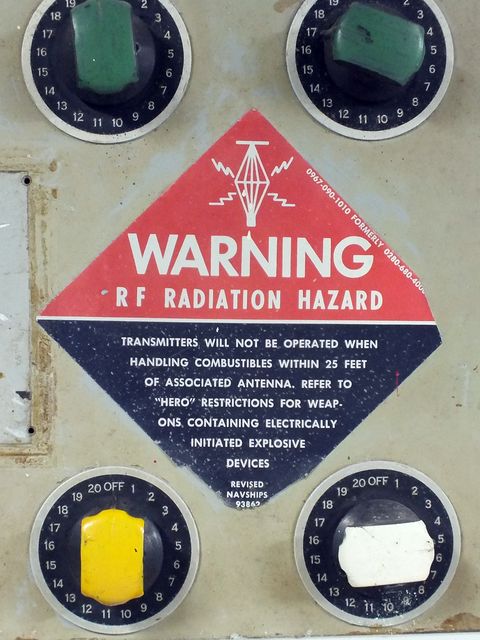 19 2 3 4 5 6 7 8 9 10 11 12 13 14 15 16 17 18
18 19 2 3 4 6 7 8 9 10 11 12 13 14 15 16 17
0967-090-1010 FORMERLY 0280-680-400
WARNING
RF RADIATION HAZARD
TRANSMITTERS WILL NOT BE OPERATED WHEN
HANDLING COMBUSTIBLES WITHIN 25 FEET
OF ASSOCIATED ANTENNA. REFER TO
"HERO" RESTRICTIONS FOR WEAP-
ONS CONTAINING ELECTRICALLY
INITIATED EXPLOSIVE
DEVICES
REVISED
NAVSHIPS
93862
OFF 1 2 3 4 5 6 7 8 9 10 11 12 13 14 15 16 17 18 19 20
OFF 1 2 3 4 5 6 7 8 10 11 12 13 14 15 16 17 18 19 20